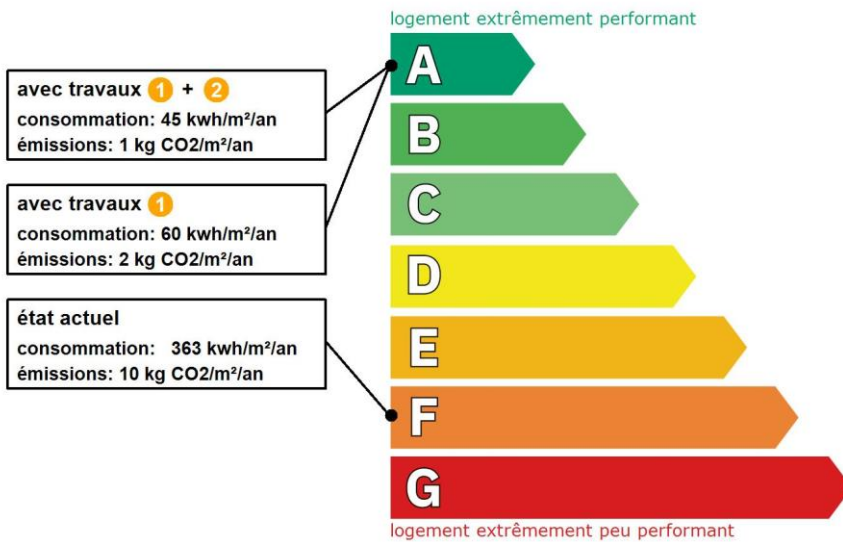 logement extrêmement performant
avec travaux 1 + 2
consommation: 45 kwh/m²/an
émissions: 1 kg CO2/m²/an
avec travaux 1
consommation: 60 kwh/m²/an
émissions: 2 kg CO2/m²/an
état actuel
consommation: 363 kwh/m²/an
émissions: 10 kg CO2/m²/an
A
B
C
D
E
F
G
logement extrêmement peu performant